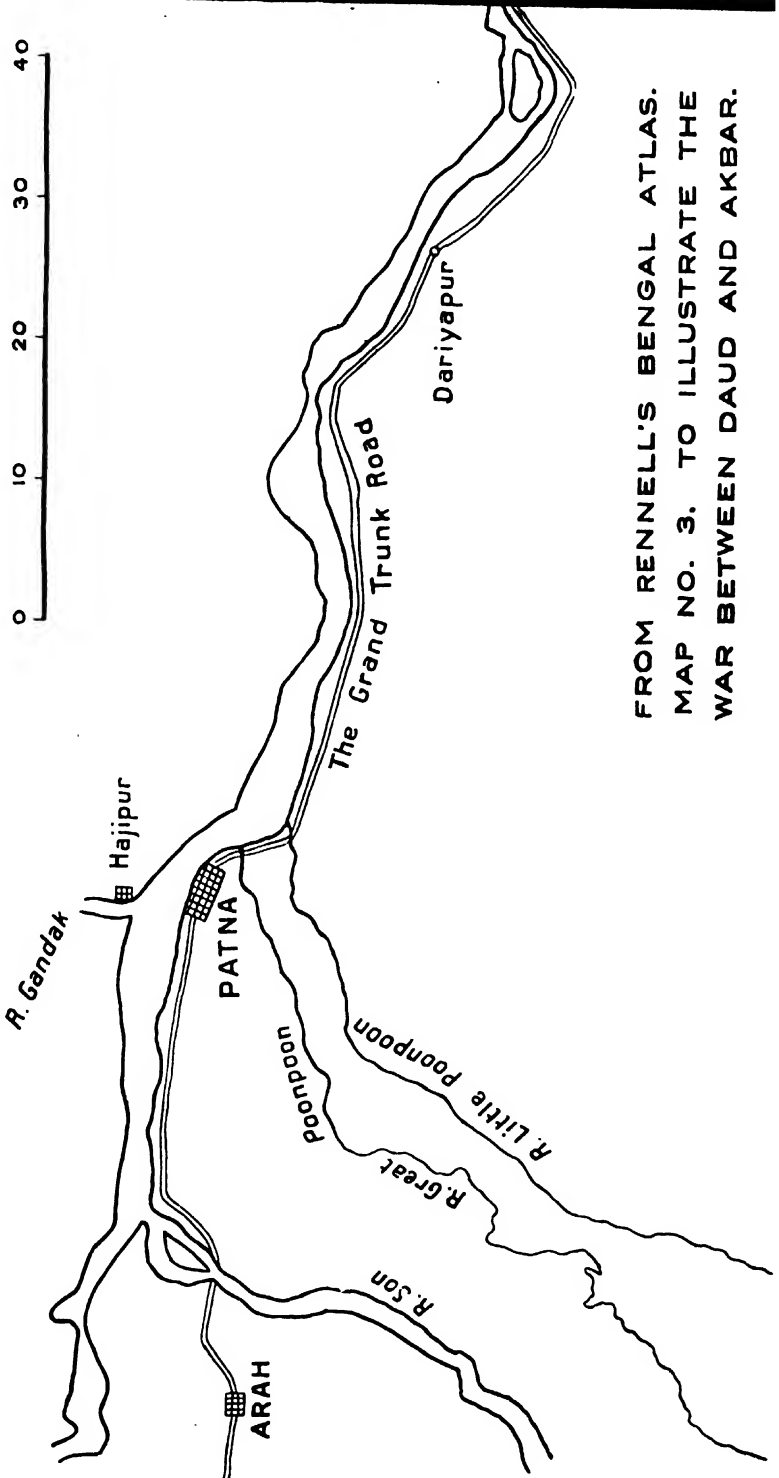 0 10 20 30 40
R. Gandak
Hajipur
PATNA
The Grand Trunk Road
Dariyapur
Poonpoon
R. Great
R. Little Poonpoon
R. Son
ARAH
FROM RENNELL'S BENGAL ATLAS.
MAP NO. 3. TO ILLUSTRATE THE
WAR BETWEEN DAUD AND AKBAR.